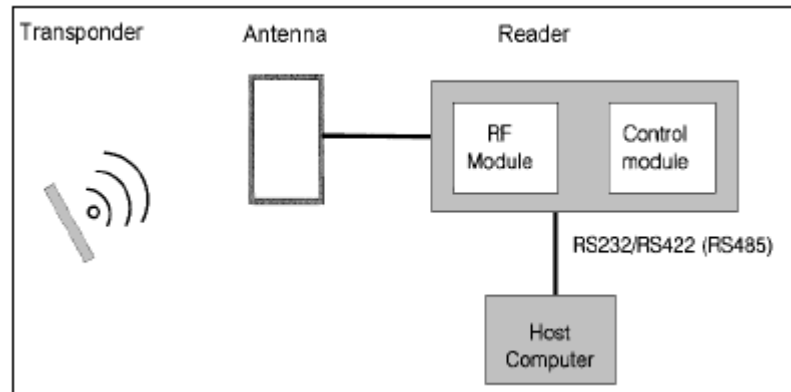 Transponder
Antenna
Reader
RF
Module
Control
module
RS232/RS422 (RS485)
Host
Computer